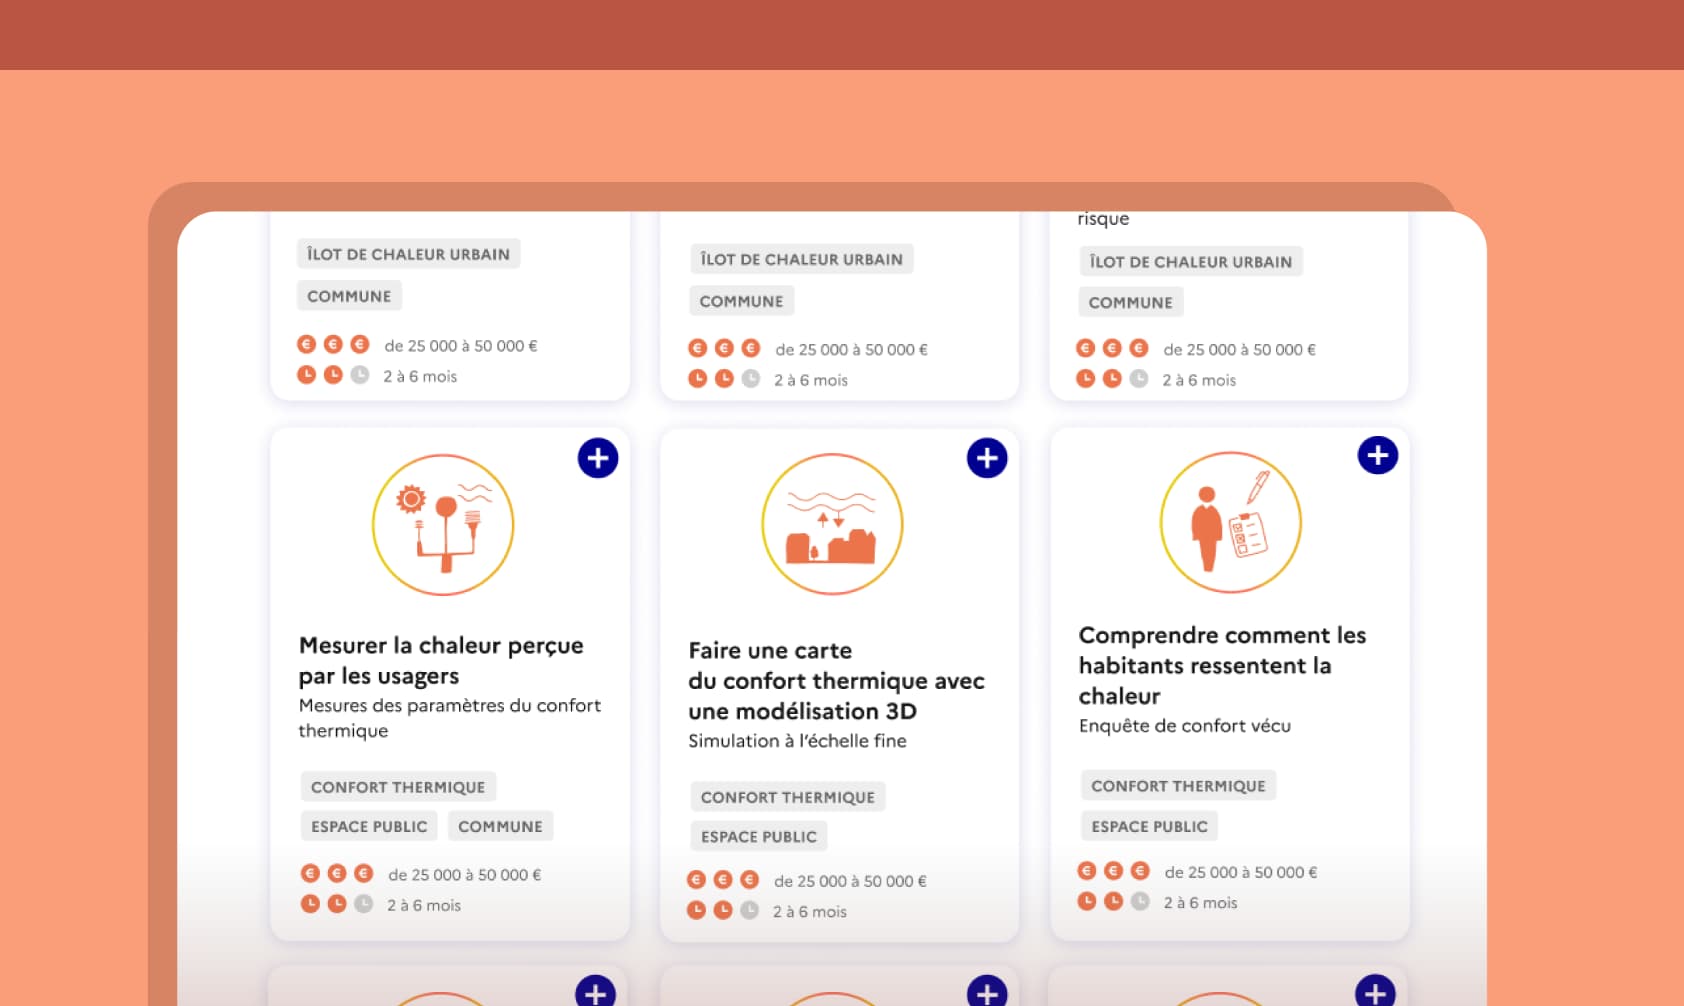 risque
ÎLOT DE CHALEUR URBAIN
COMMUNE
de 25 000 à 50 000 €
2 à 6 mois
ÎLOT DE CHALEUR URBAIN
COMMUNE
de 25 000 à 50 000 €
2 à 6 mois
ÎLOT DE CHALEUR URBAIN
COMMUNE
de 25 000 à 50 000 €
2 à 6 mois
Mesurer la chaleur perçue
par les usagers
Mesures des paramètres du confort
thermique
CONFORT THERMIQUE
ESPACE PUBLIC COMMUNE
de 25 000 à 50 000 €
2 à 6 mois
Faire une carte
du confort thermique avec
une modélisation 3D
Simulation à l'échelle fine
CONFORT THERMIQUE
ESPACE PUBLIC
de 25 000 à 50 000 €
2 à 6 mois
Comprendre comment les
habitants ressentent la
chaleur
Enquête de confort vécu
CONFORT THERMIQUE
ESPACE PUBLIC
de 25 000 à 50 000 €
2 à 6 mois